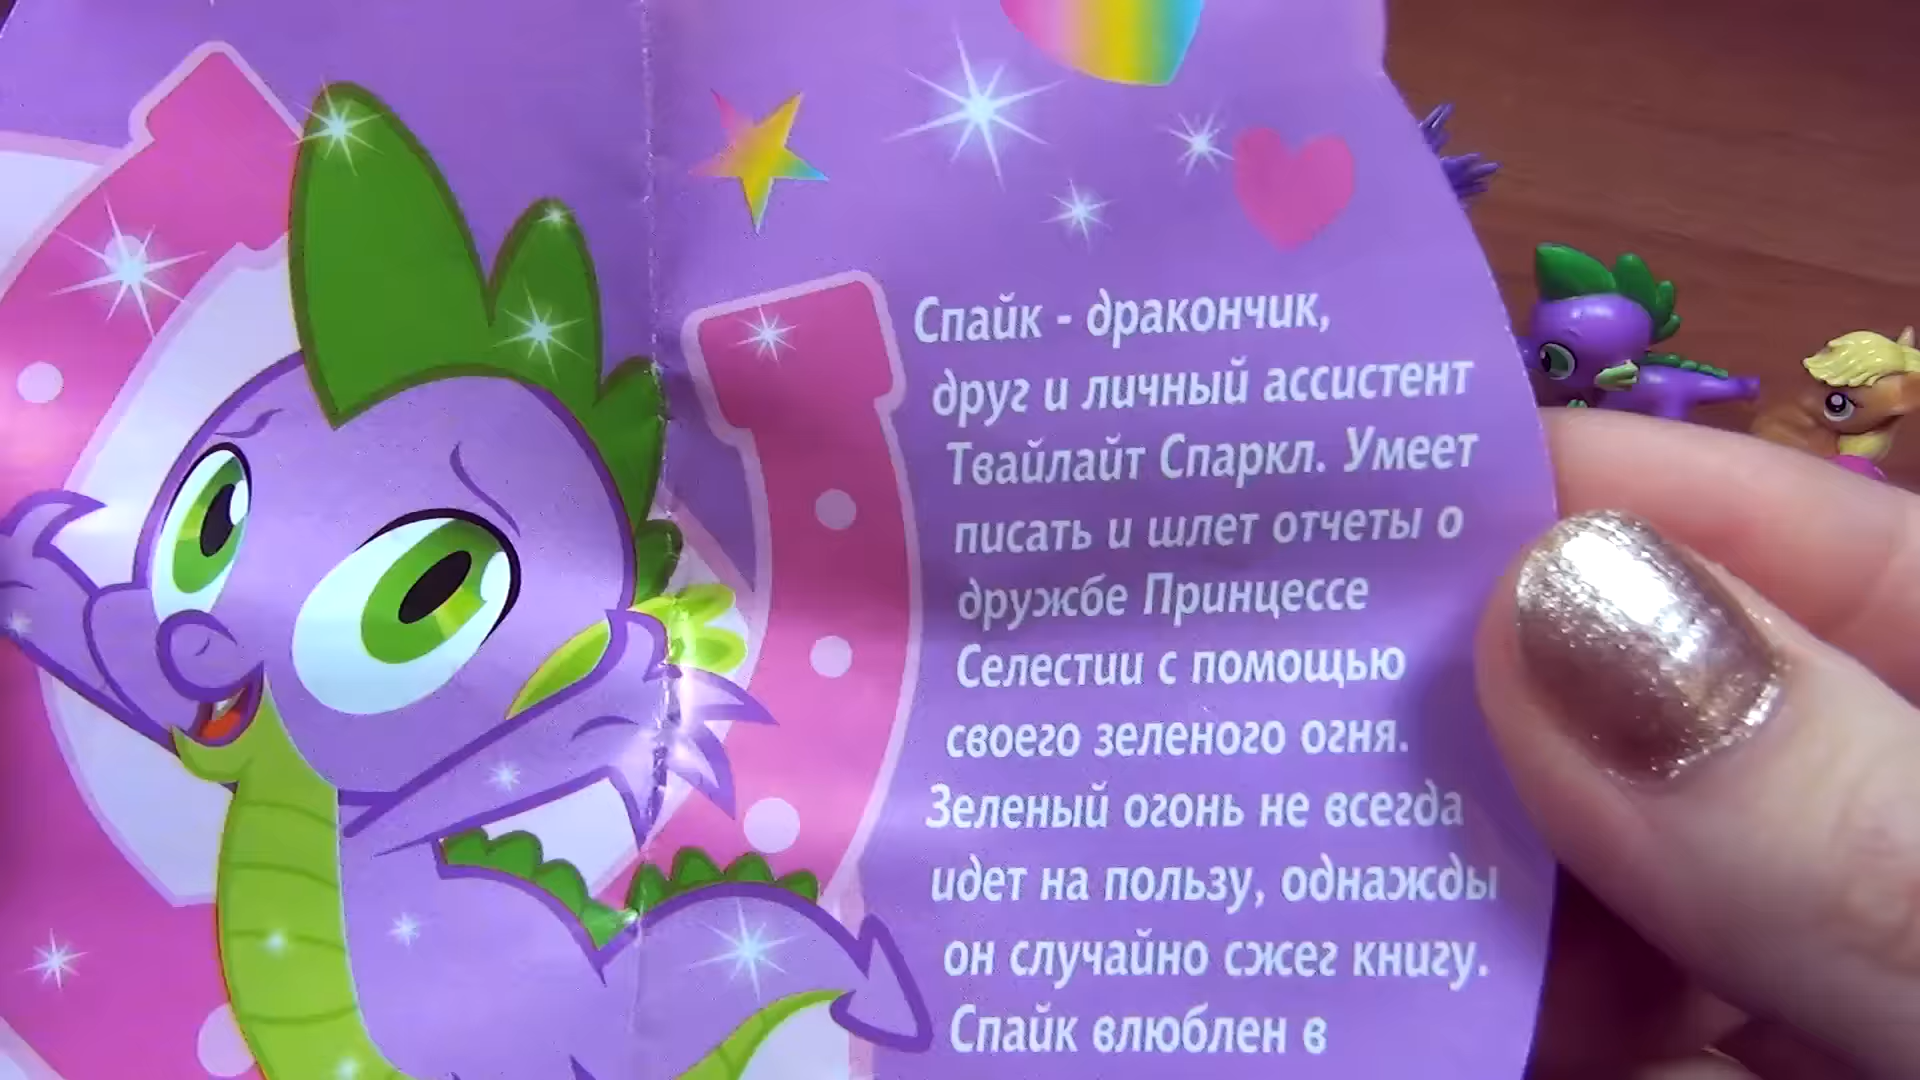 Спайк - дракончик,
друг и личный ассистент
Твайлайт Спаркл. Умеет
писать и шлет отчеты о
дружбе Принцессе
Селестии с помощью
своего зеленого огня.
Зеленый огонь не всегда
идет на пользу, однажды
он случайно сжег книгу.
Спайк влюблен в